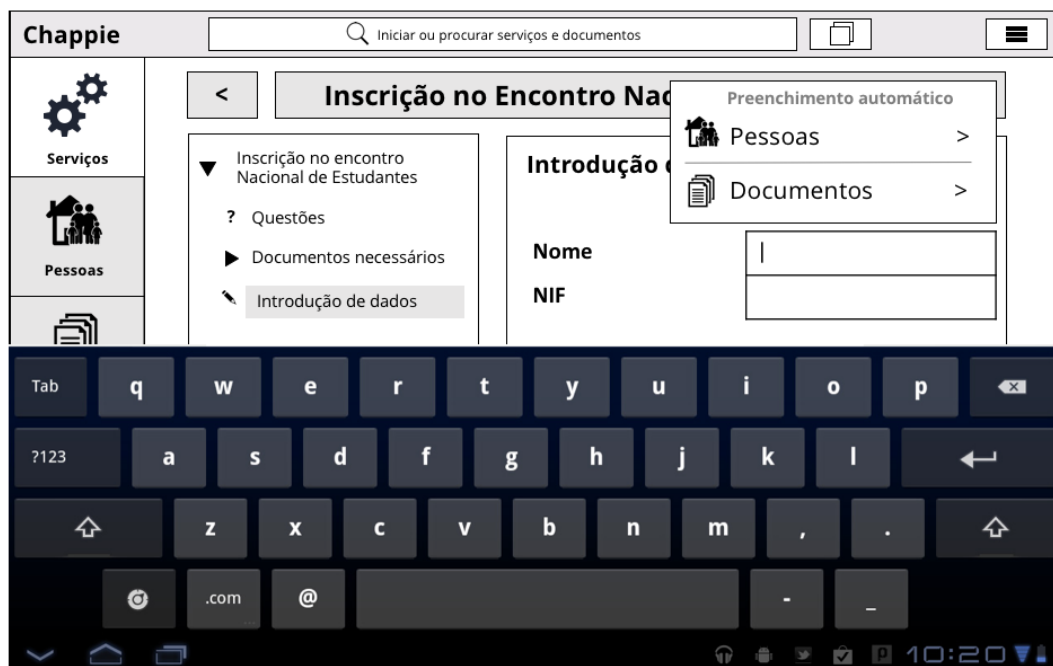 Chappie
Iniciar ou procurar serviços e documentos
Serviços
Pessoas
<
Inscrição no Encontro Nac
Inscrição no encontro
Nacional de Estudantes
? Questões
Documentos necessários
Introdução de dados
Introdução
Preenchimento automático
Pessoas >
Documentos >
Nome
NIF
Tab q w e r t y u i o p
?123 a s d f g h j k l
z x c v b n m , .
.com @ - _
...
10:20